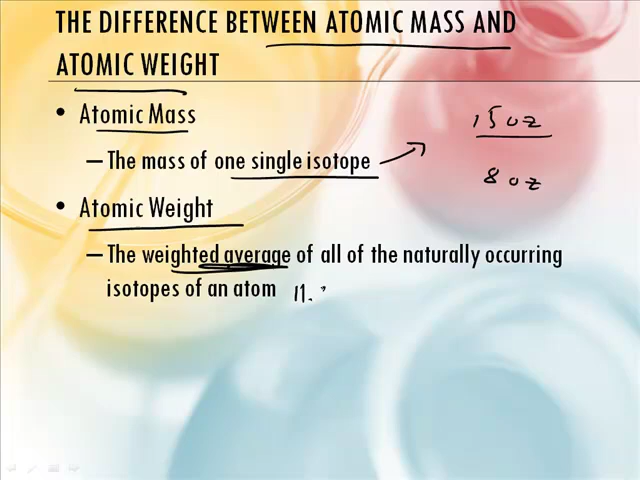 THE DIFFERENCE BETWEEN ATOMIC MASS AND
ATOMIC WEIGHT
• Atomic Mass
15 oz
– The mass of one single isotope
8 oz
• Atomic Weight
– The weighted average of all of the naturally occurring
isotopes of an atom 11.